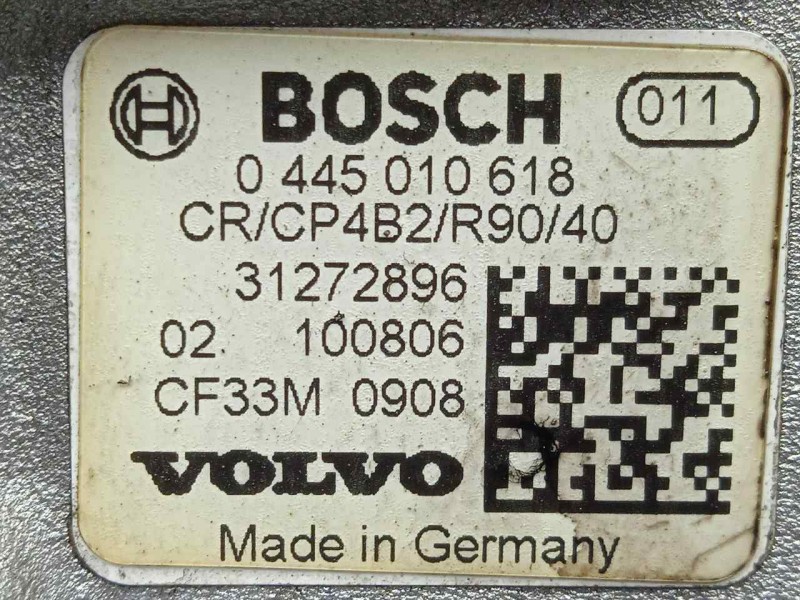 BOSCH 011
0 445 010 618
CR/CP4B2/R90/40
31272896
02 100806
CF33M 0908
VOLVO
Made in Germany